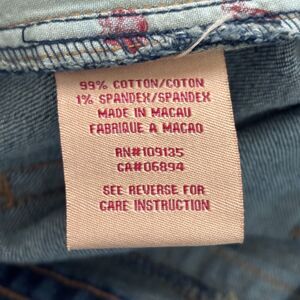 99% COTTON/COTON
1% SPANDEX/SPANDEX
MADE IN MACAU
FABRIQUE A MACAO
RN#109135
CA#06894
SEE REVERSE FOR
CARE INSTRUCTION